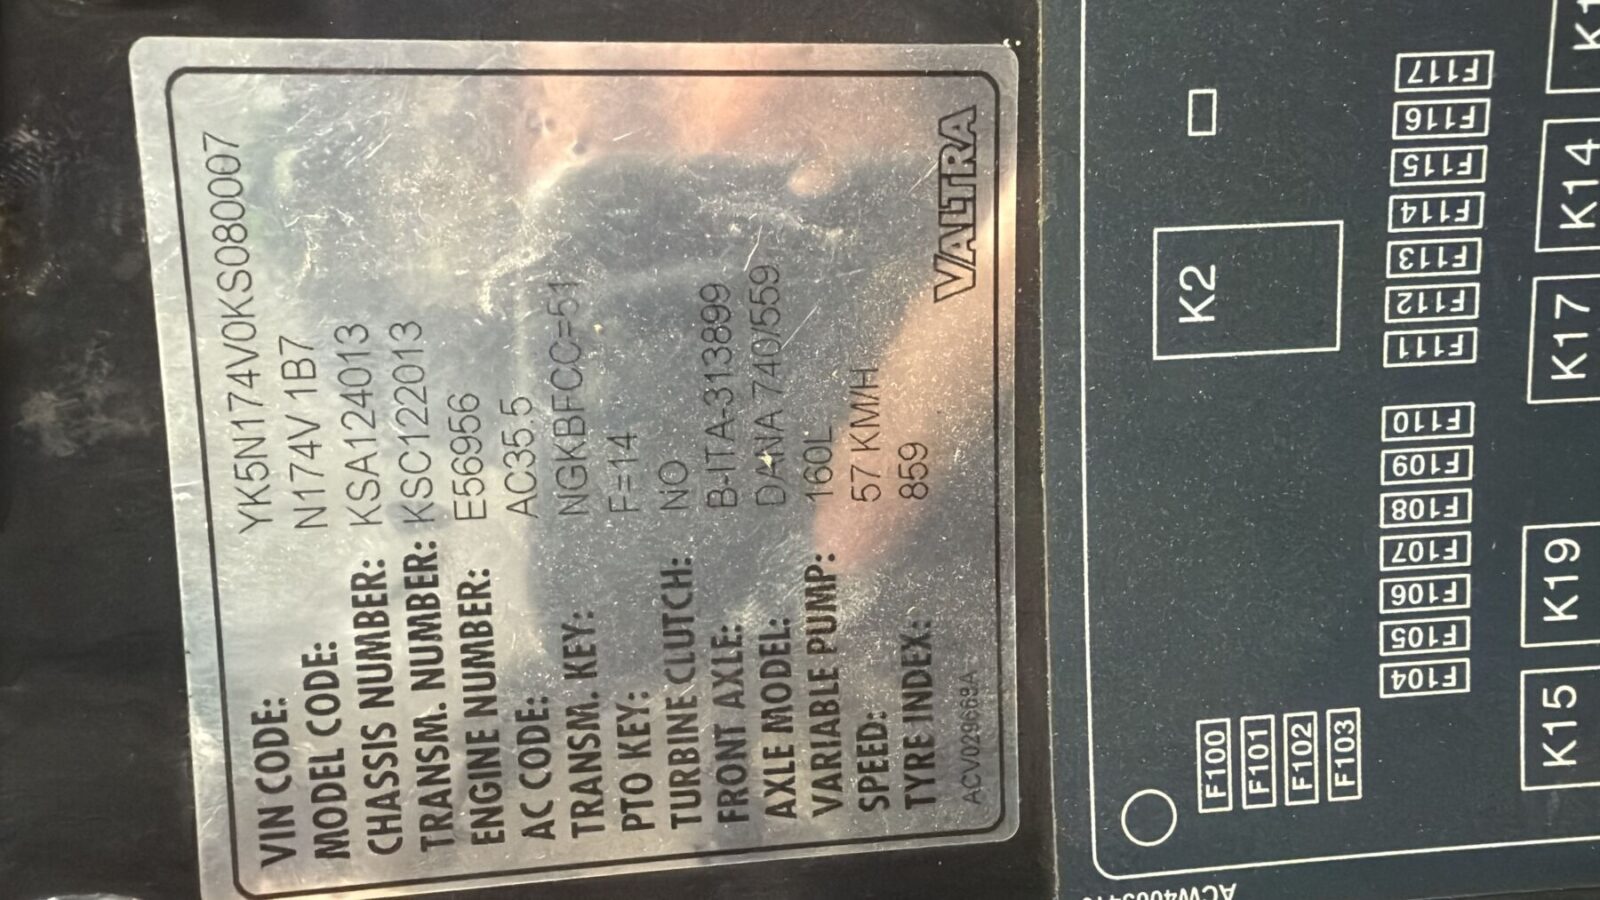 VIN CODE: YK5N174V0KS080007
MODEL CODE: N174V 1B7
CHASSIS NUMBER: KSA124013
TRANSM. NUMBER: KSC122013
ENGINE NUMBER: E56956
AC CODE: AC35.5
TRANSM. KEY: NGKBFCC=51
PTO KEY: F=14
TURBINE CLUTCH: NO
FRONT AXLE: B-ITA-313899
AXLE MODEL: DANA 740/559
VARIABLE PUMP: 160L
SPEED: 57 KM/H
TYRE INDEX: 859
ACV029668A
VALTRA
F100
F101
F102
F103
K2
F104
F105
F106
F107
F108
F109
F110
F111
F112
F113
F114
F115
F116
F117
K15
K19
K17
K14